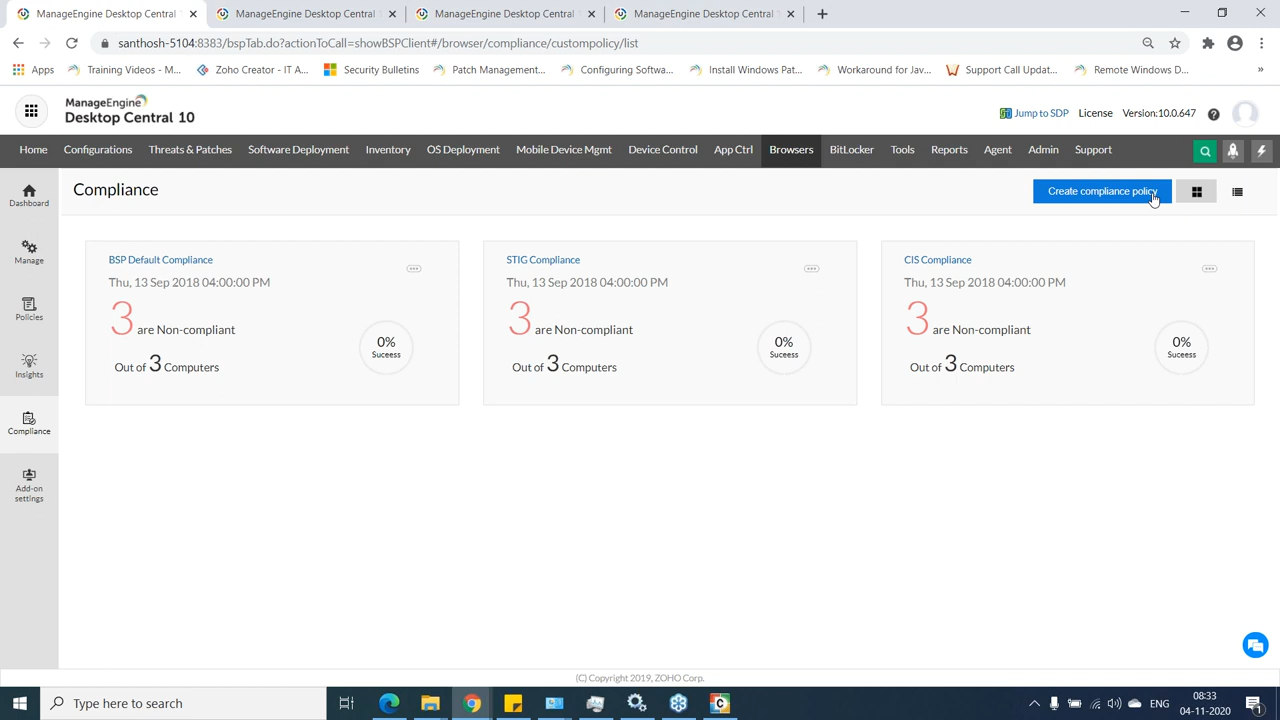 ManageEngine Desktop Central
ManageEngine Desktop Central
ManageEngine Desktop Central
ManageEngine Desktop Central
santhosh-5104:8383/bspTab.do?actionToCall=showBSPClient#/browser/compliance/custompolicy/list
Apps
Training Videos - M...
Zoho Creator - IT A...
Security Bulletins
Patch Management...
Configuring Softwa...
Install Windows Pat...
Workaround for Jav...
Support Call Updat...
Remote Windows D...
»
ManageEngine
Desktop Central 10
Jump to SDP
License
Version:10.0.647
Home
Configurations
Threats & Patches
Software Deployment
Inventory
OS Deployment
Mobile Device Mgmt
Device Control
App Ctrl
Browsers
BitLocker
Tools
Reports
Agent
Admin
Support
Dashboard
Manage
Policies
Insights
Compliance
Add-on
settings
Compliance
Create compliance policy
BSP Default Compliance
Thu, 13 Sep 2018 04:00:00 PM
3 are Non-compliant
Out of 3 Computers
0%
Sucess
STIG Compliance
Thu, 13 Sep 2018 04:00:00 PM
3 are Non-compliant
Out of 3 Computers
0%
Sucess
CIS Compliance
Thu, 13 Sep 2018 04:00:00 PM
3 are Non-compliant
Out of 3 Computers
0%
Sucess
(C) Copyright 2019, ZOHO Corp.
Type here to search
ENG
08:33
04-11-2020